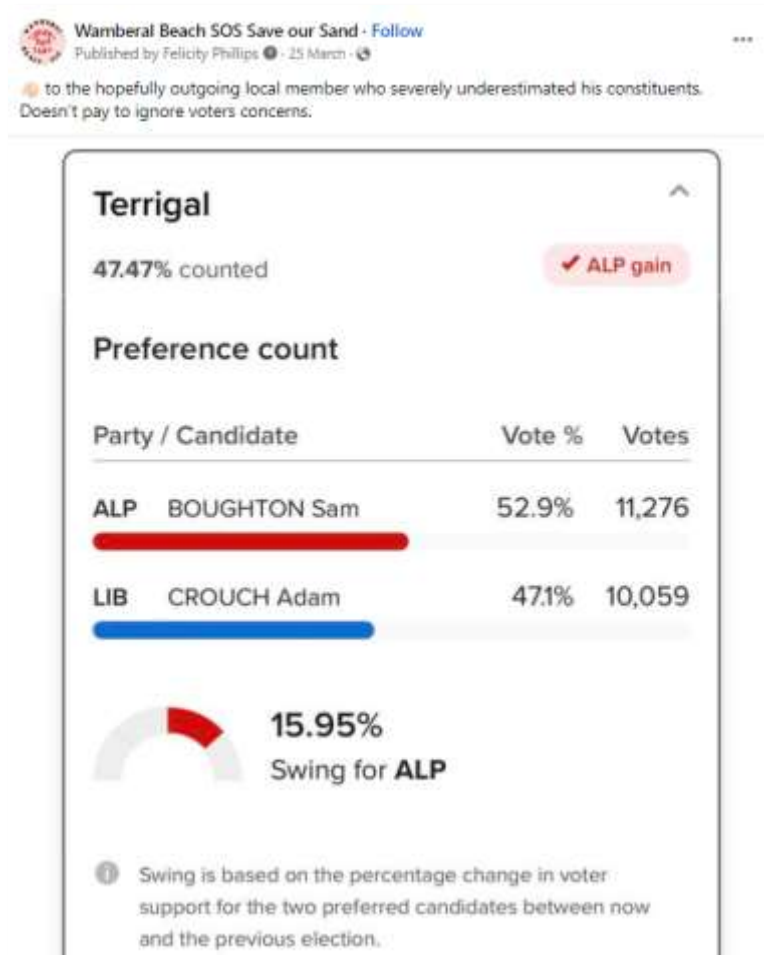 Wamberal Beach SOS Save our Sand · Follow
Published by Felicity Phillips · 25 March ·
👋🏻 to the hopefully outgoing local member who severely underestimated his constituents.
Doesn't pay to ignore voters concerns.
Terrigal
47.47% counted
ALP gain
Preference count
Party / Candidate Vote % Votes
ALP BOUGHTON Sam 52.9% 11,276
LIB CROUCH Adam 47.1% 10,059
15.95%
Swing for ALP
Swing is based on the percentage change in voter
support for the two preferred candidates between now
and the previous election.